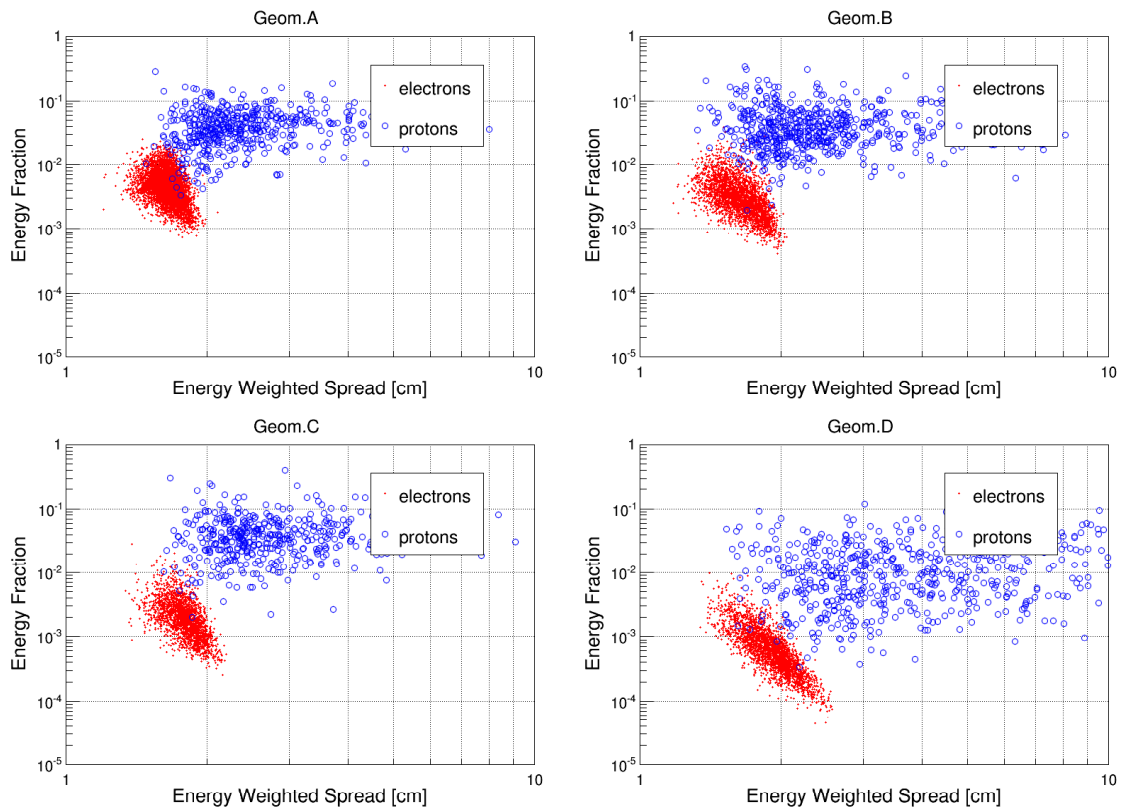 Geom.A
1
10-1
10-2
10-3
10-4
10-5
Energy Fraction
electrons
protons
1
10
Energy Weighted Spread [cm]
Geom.B
1
10-1
10-2
10-3
10-4
10-5
Energy Fraction
electrons
protons
1
10
Energy Weighted Spread [cm]
Geom.C
1
10-1
10-2
10-3
10-4
10-5
Energy Fraction
electrons
protons
1
10
Energy Weighted Spread [cm]
Geom.D
1
10-1
10-2
10-3
10-4
10-5
Energy Fraction
electrons
protons
1
10
Energy Weighted Spread [cm]